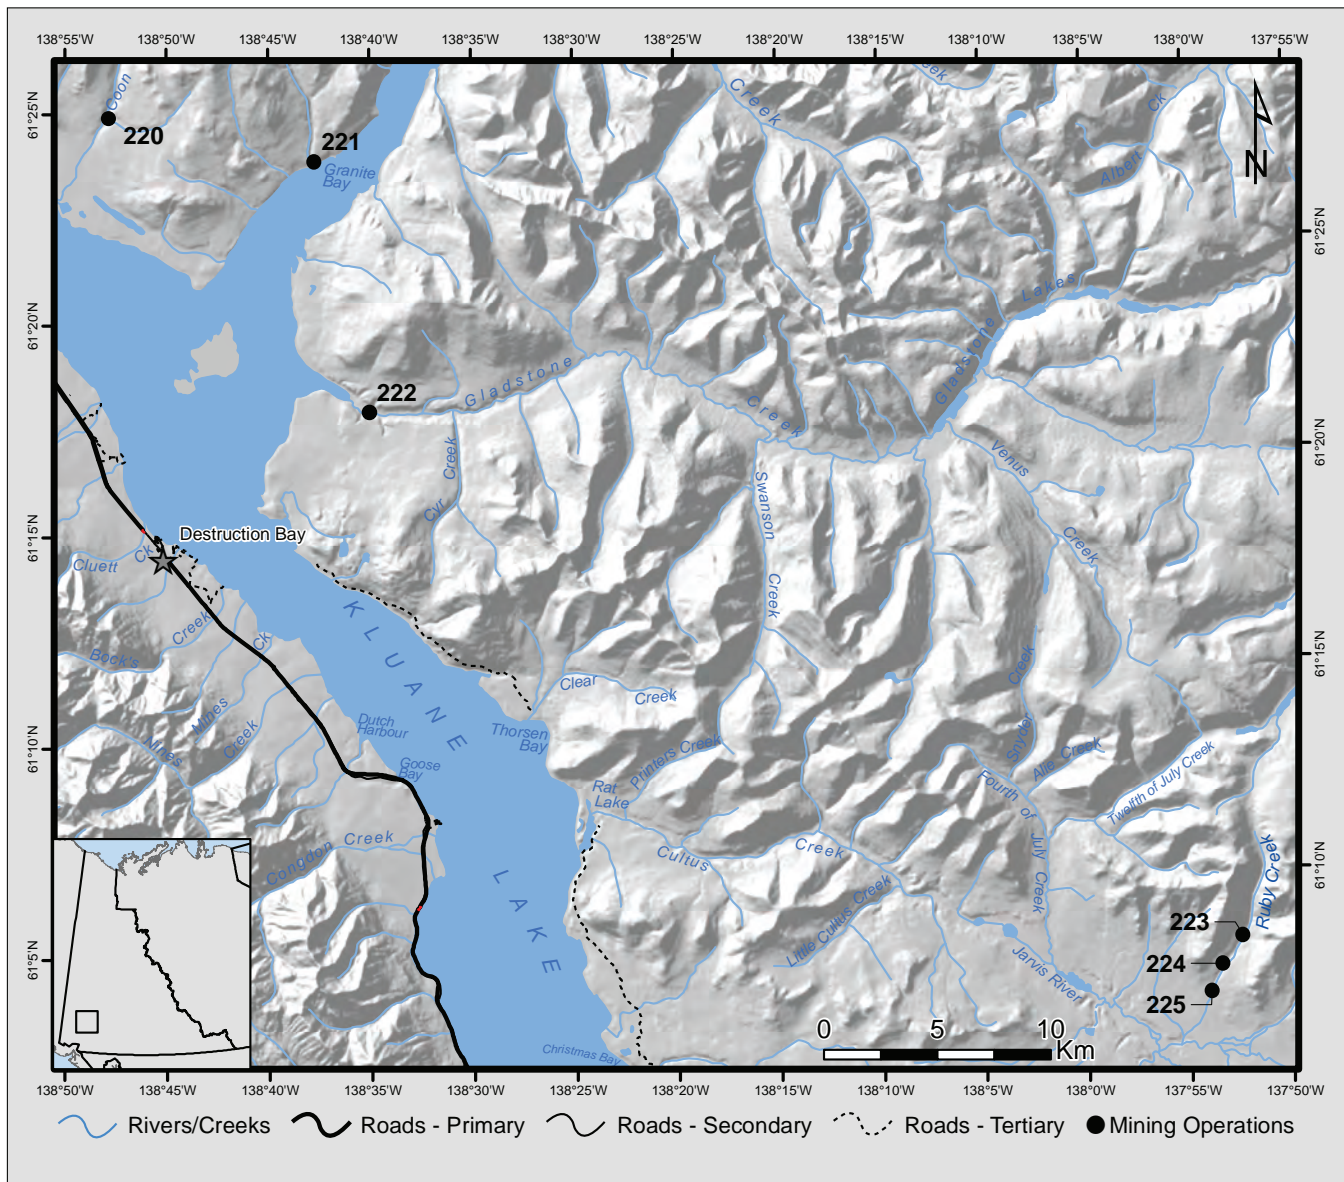 138°55'W 138°50'W 138°45'W 138°40'W 138°35'W 138°30'W 138°25'W 138°20'W 138°15'W 138°10'W 138°5'W 138°0'W 137°55'W
61°25'N
61°20'N
61°15'N
61°10'N
61°5'N
61°25'N
61°20'N
61°15'N
61°10'N
Coon
220
221
Granite
Bay
Creek
eek
Ck
Albert
N
Lakes
Gladstone
222
Gladstone
Creek
Cyr Creek
Venus
Creek
Swanson
Creek
Destruction Bay
Cluett Ck
Bock's Creek
Nines
Mines Ck
Creek
KLUANE
LAKE
Dutch
Harbour
Goose
Bay
Clear
Creek
Thorsen
Bay
Printers Creek
Rat
Lake
Snyder Creek
Alie Creek
Fourth of July Creek
Twelfth of July Creek
Congdon Creek
Cultus
Creek
Little Cultus Creek
Ruby Creek
Jarvis River
223
224
225
Christmas Bay
0 5 10
Km
138°55'W 138°50'W 138°45'W 138°40'W 138°35'W 138°30'W 138°25'W 138°20'W 138°15'W 138°10'W 138°5'W 138°0'W 137°55'W 137°50'W
Rivers/Creeks Roads - Primary Roads - Secondary Roads - Tertiary Mining Operations